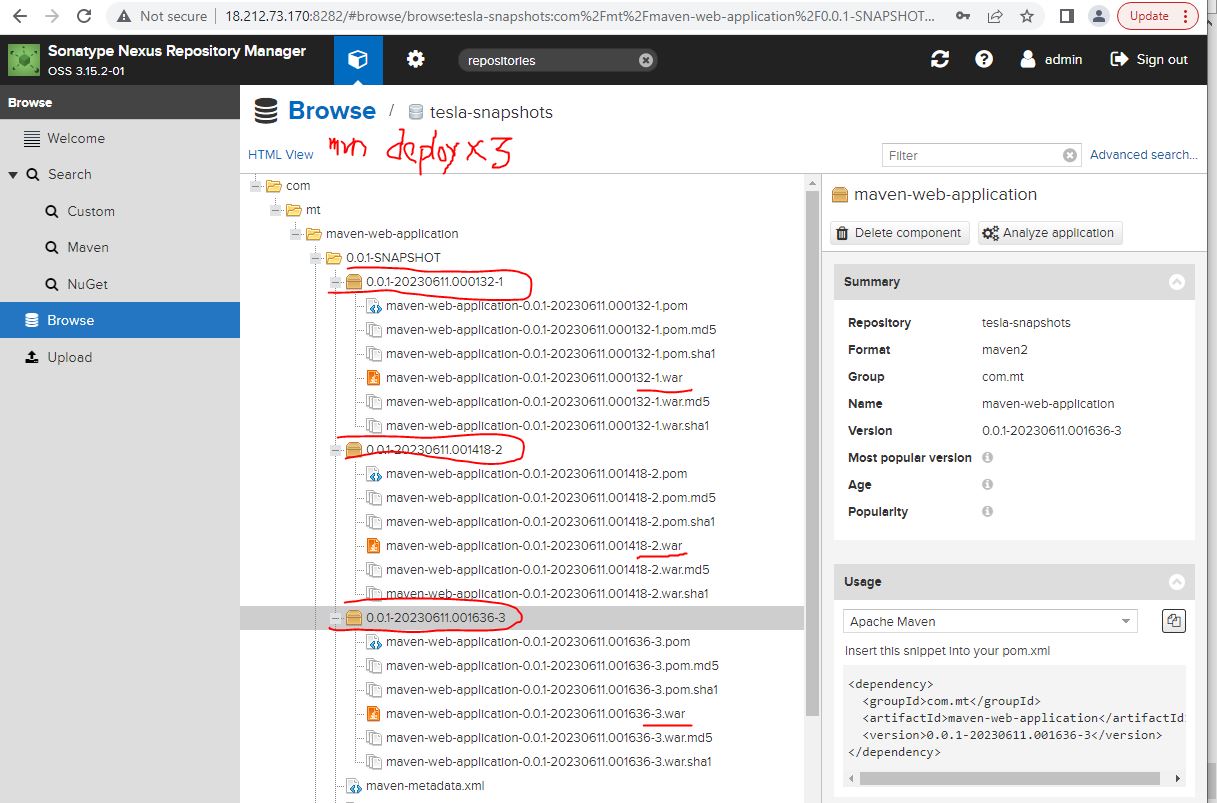 Not secure | 18.212.73.170:8282/#browse/browse:tesla-snapshots:com%2Fmt%2Fmaven-web-application%2F0.0.1-SNAPSHOT...
Update
Sonatype Nexus Repository Manager
OSS 3.15.2-01
repositories
admin
Sign out
Browse
Welcome
Search
Custom
Maven
NuGet
Browse
Upload
Browse / tesla-snapshots
HTML View
mvn deploy x 3
Filter
Advanced search...
com
mt
maven-web-application
0.0.1-SNAPSHOT
0.0.1-20230611.000132-1
maven-web-application-0.0.1-20230611.000132-1.pom
maven-web-application-0.0.1-20230611.000132-1.pom.md5
maven-web-application-0.0.1-20230611.000132-1.pom.sha1
maven-web-application-0.0.1-20230611.000132-1.war
maven-web-application-0.0.1-20230611.000132-1.war.md5
maven-web-application-0.0.1-20230611.000132-1.war.sha1
0.0.1-20230611.001418-2
maven-web-application-0.0.1-20230611.001418-2.pom
maven-web-application-0.0.1-20230611.001418-2.pom.md5
maven-web-application-0.0.1-20230611.001418-2.pom.sha1
maven-web-application-0.0.1-20230611.001418-2.war
maven-web-application-0.0.1-20230611.001418-2.war.md5
maven-web-application-0.0.1-20230611.001418-2.war.sha1
0.0.1-20230611.001636-3
maven-web-application-0.0.1-20230611.001636-3.pom
maven-web-application-0.0.1-20230611.001636-3.pom.md5
maven-web-application-0.0.1-20230611.001636-3.pom.sha1
maven-web-application-0.0.1-20230611.001636-3.war
maven-web-application-0.0.1-20230611.001636-3.war.md5
maven-web-application-0.0.1-20230611.001636-3.war.sha1
maven-metadata.xml
maven-web-application
Delete component
Analyze application
Summary
Repository tesla-snapshots
Format maven2
Group com.mt
Name maven-web-application
Version 0.0.1-20230611.001636-3
Most popular version
Age
Popularity
Usage
Apache Maven
Insert this snippet into your pom.xml
<dependency>
<groupId>com.mt</groupId>
<artifactId>maven-web-application</artifactId
<version>0.0.1-20230611.001636-3</version>
</dependency>